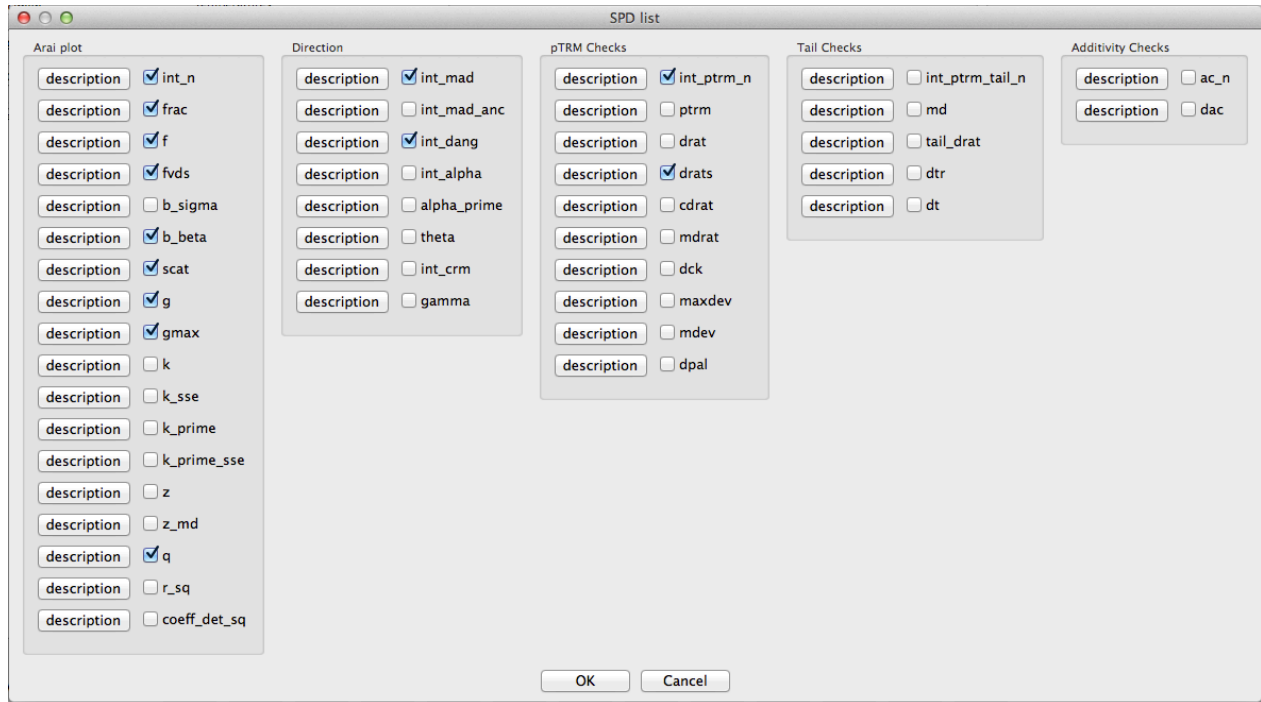 SPD list
Arai plot
description int_n
description frac
description f
description fvds
description b_sigma
description b_beta
description scat
description g
description gmax
description k
description k_sse
description k_prime
description k_prime_sse
description z
description z_md
description q
description r_sq
description coeff_det_sq
Direction
description int_mad
description int_mad_anc
description int_dang
description int_alpha
description alpha_prime
description theta
description int_crm
description gamma
pTRM Checks
description int_ptrm_n
description ptrm
description drat
description drats
description cdrat
description mdrat
description dck
description maxdev
description mdev
description dpal
Tail Checks
description int_ptrm_tail_n
description md
description tail_drat
description dtr
description dt
Additivity Checks
description ac_n
description dac
OK Cancel